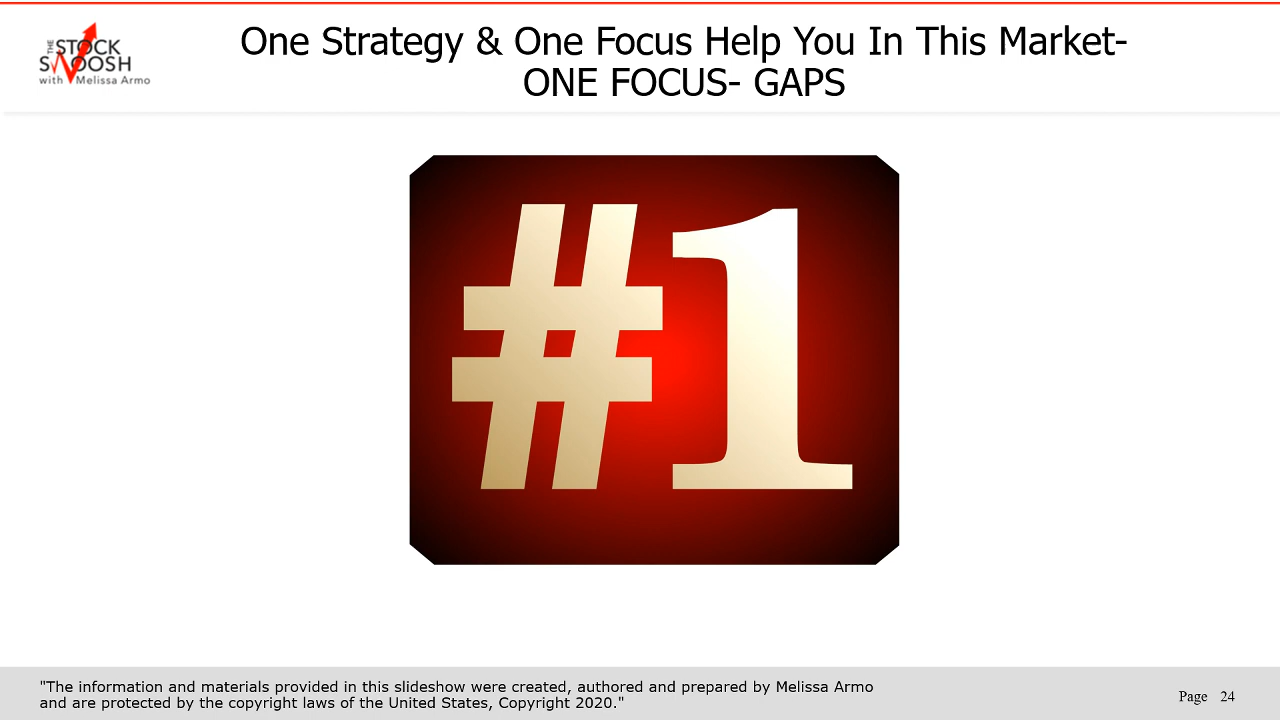 THE
STOCK
SWOOSH
with Melissa Armo
One Strategy & One Focus Help You In This Market-
ONE FOCUS- GAPS
#1
"The information and materials provided in this slideshow were created, authored and prepared by Melissa Armo
and are protected by the copyright laws of the United States, Copyright 2020."
Page 24